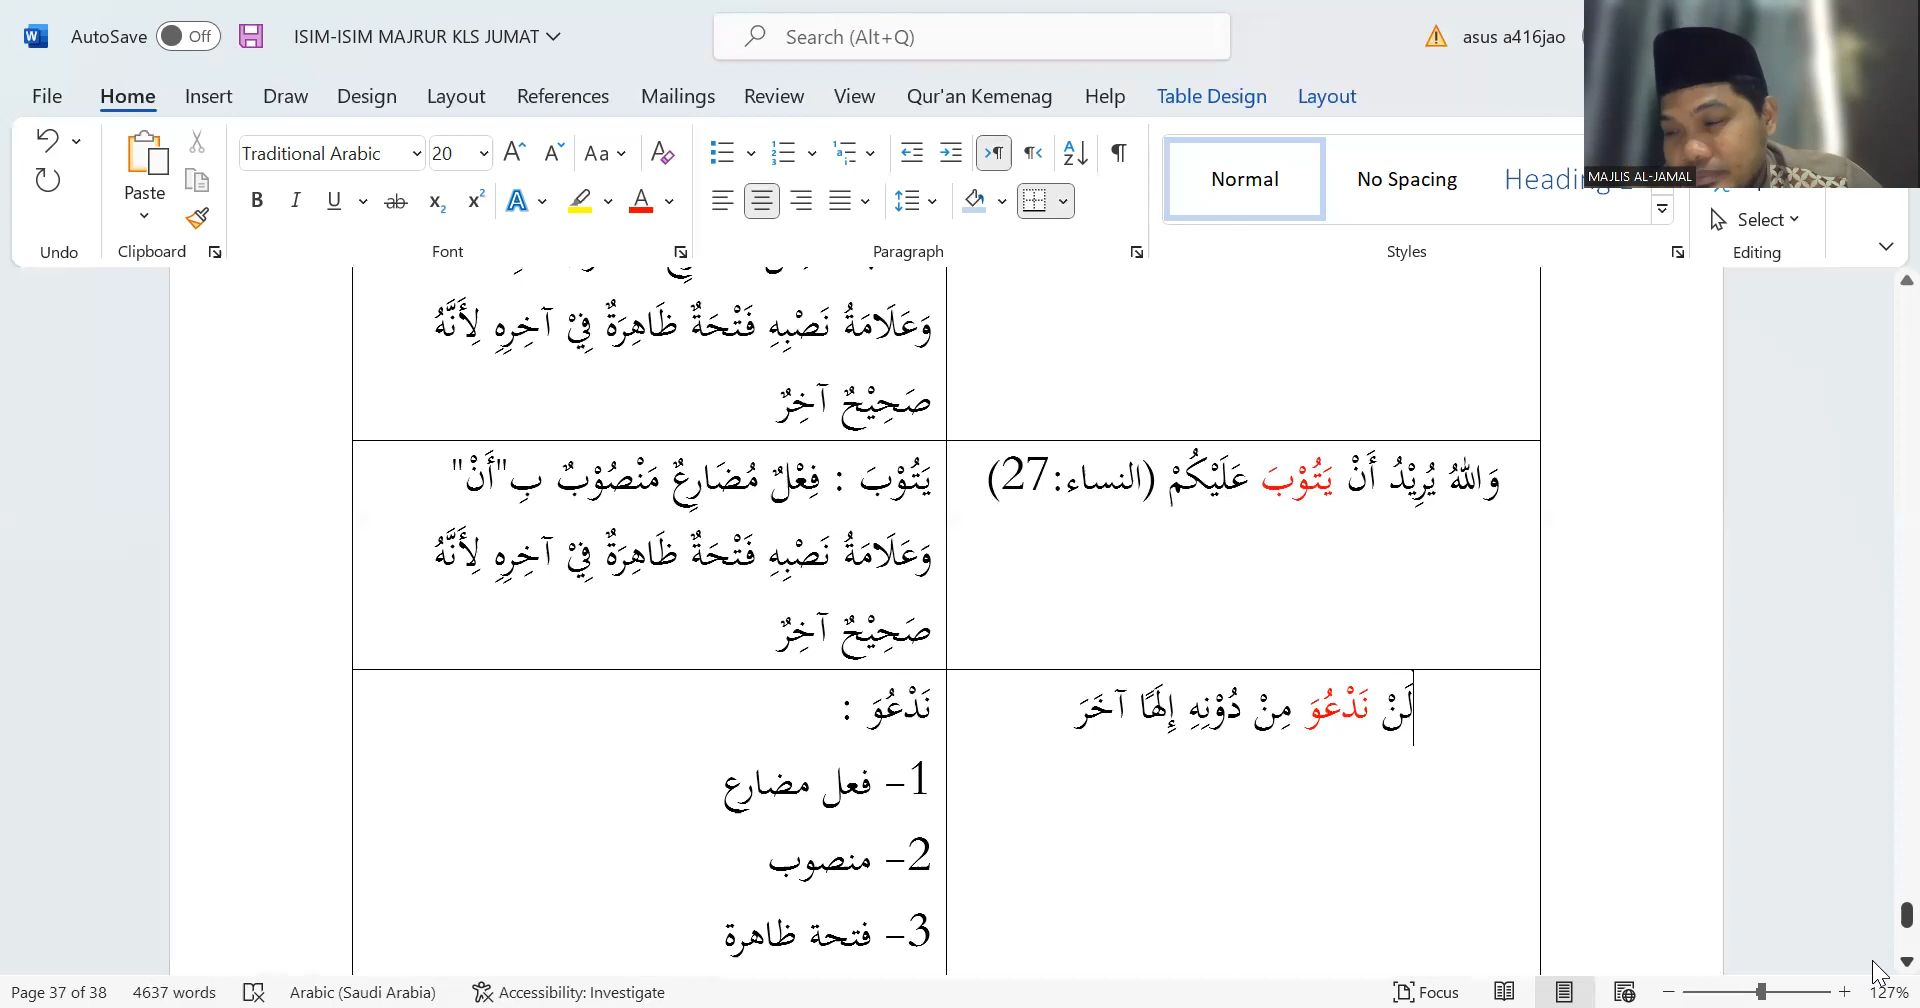 AutoSave Off ISIM-ISIM MAJRUR KLS JUMAT Search (Alt+Q) asus a416jao
File Home Insert Draw Design Layout References Mailings Review View Qur'an Kemenag Help Table Design Layout
MAJLIS AL-JAMAL
Traditional Arabic 20 Aa
Paste
Normal No Spacing Heading
Select
Undo Clipboard Font Paragraph Styles Editing
وَعَلَامَةُ نَصْبِهِ فَتْحَةٌ ظَاهِرَةٌ فِيْ آخِرِهِ لِأَنَّهُ
صَحِيْحٌ آخِرٌ
وَاللهُ يُرِيْدُ أَنْ يَتُوْبَ عَلَيْكُمْ (النساء:27)
يَتُوْبَ : فِعْلٌ مُضَارِعٌ مَنْصُوْبٌ بِ"أَنْ"
وَعَلَامَةُ نَصْبِهِ فَتْحَةٌ ظَاهِرَةٌ فِيْ آخِرِهِ لِأَنَّهُ
صَحِيْحٌ آخِرٌ
لَنْ نَدْعُوَ مِنْ دُوْنِهِ إِلَهًا آخَرَ
نَدْعُوَ :
1- فعل مضارع
2- منصوب
3- فتحة ظاهرة
Page 37 of 38 4637 words Arabic (Saudi Arabia) Accessibility: Investigate Focus 127%